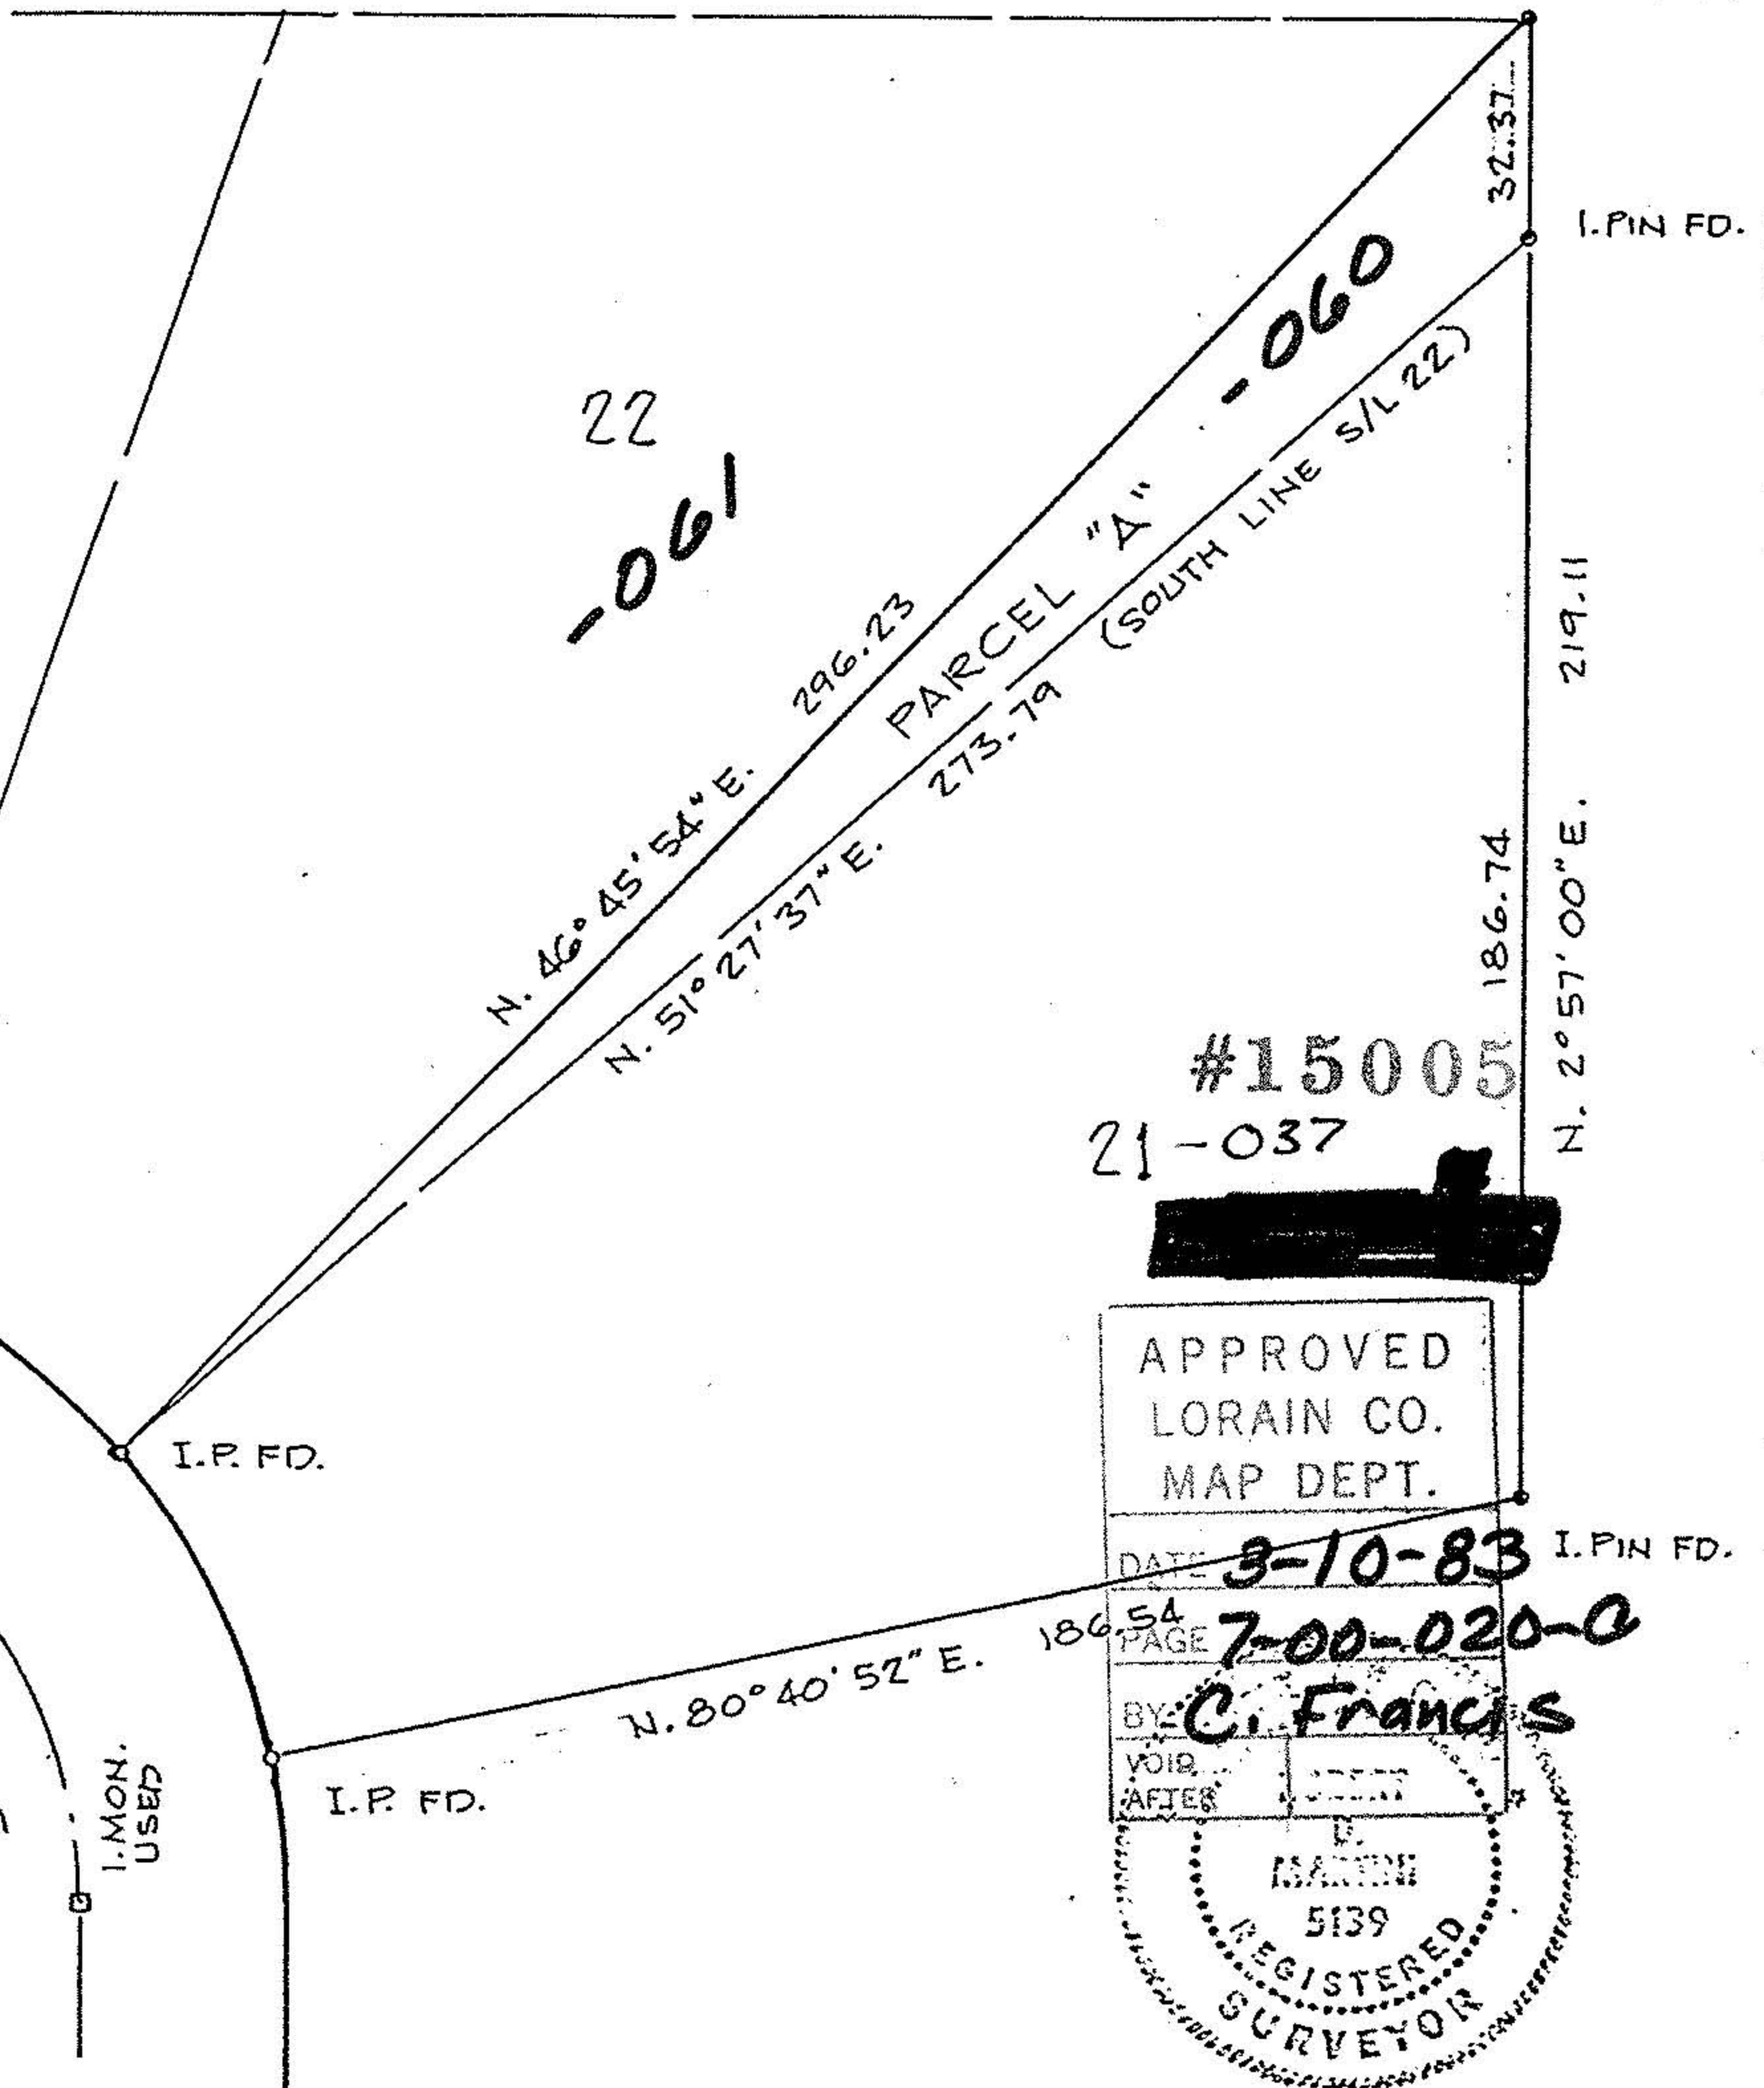 32.37
I. PIN FD.
-060
22
-061
S/L 22)
PARCEL "A"
(SOUTH LINE
296.23
273.79
219.11
N. 46° 45' 54" E.
N. 51° 27' 37" E.
186.74
N. 2° 57' 00" E.
#15005
21-037
APPROVED
LORAIN CO.
MAP DEPT.
I.P. FD.
DATE 3-10-83
I. PIN FD.
186.54
PAGE 7-00-020-C
N. 80° 40' 52" E.
BY C. Francis
I. MON.
USED
I.P. FD.
VOID
AFTER
D.
5139
REGISTERED
SURVEYOR